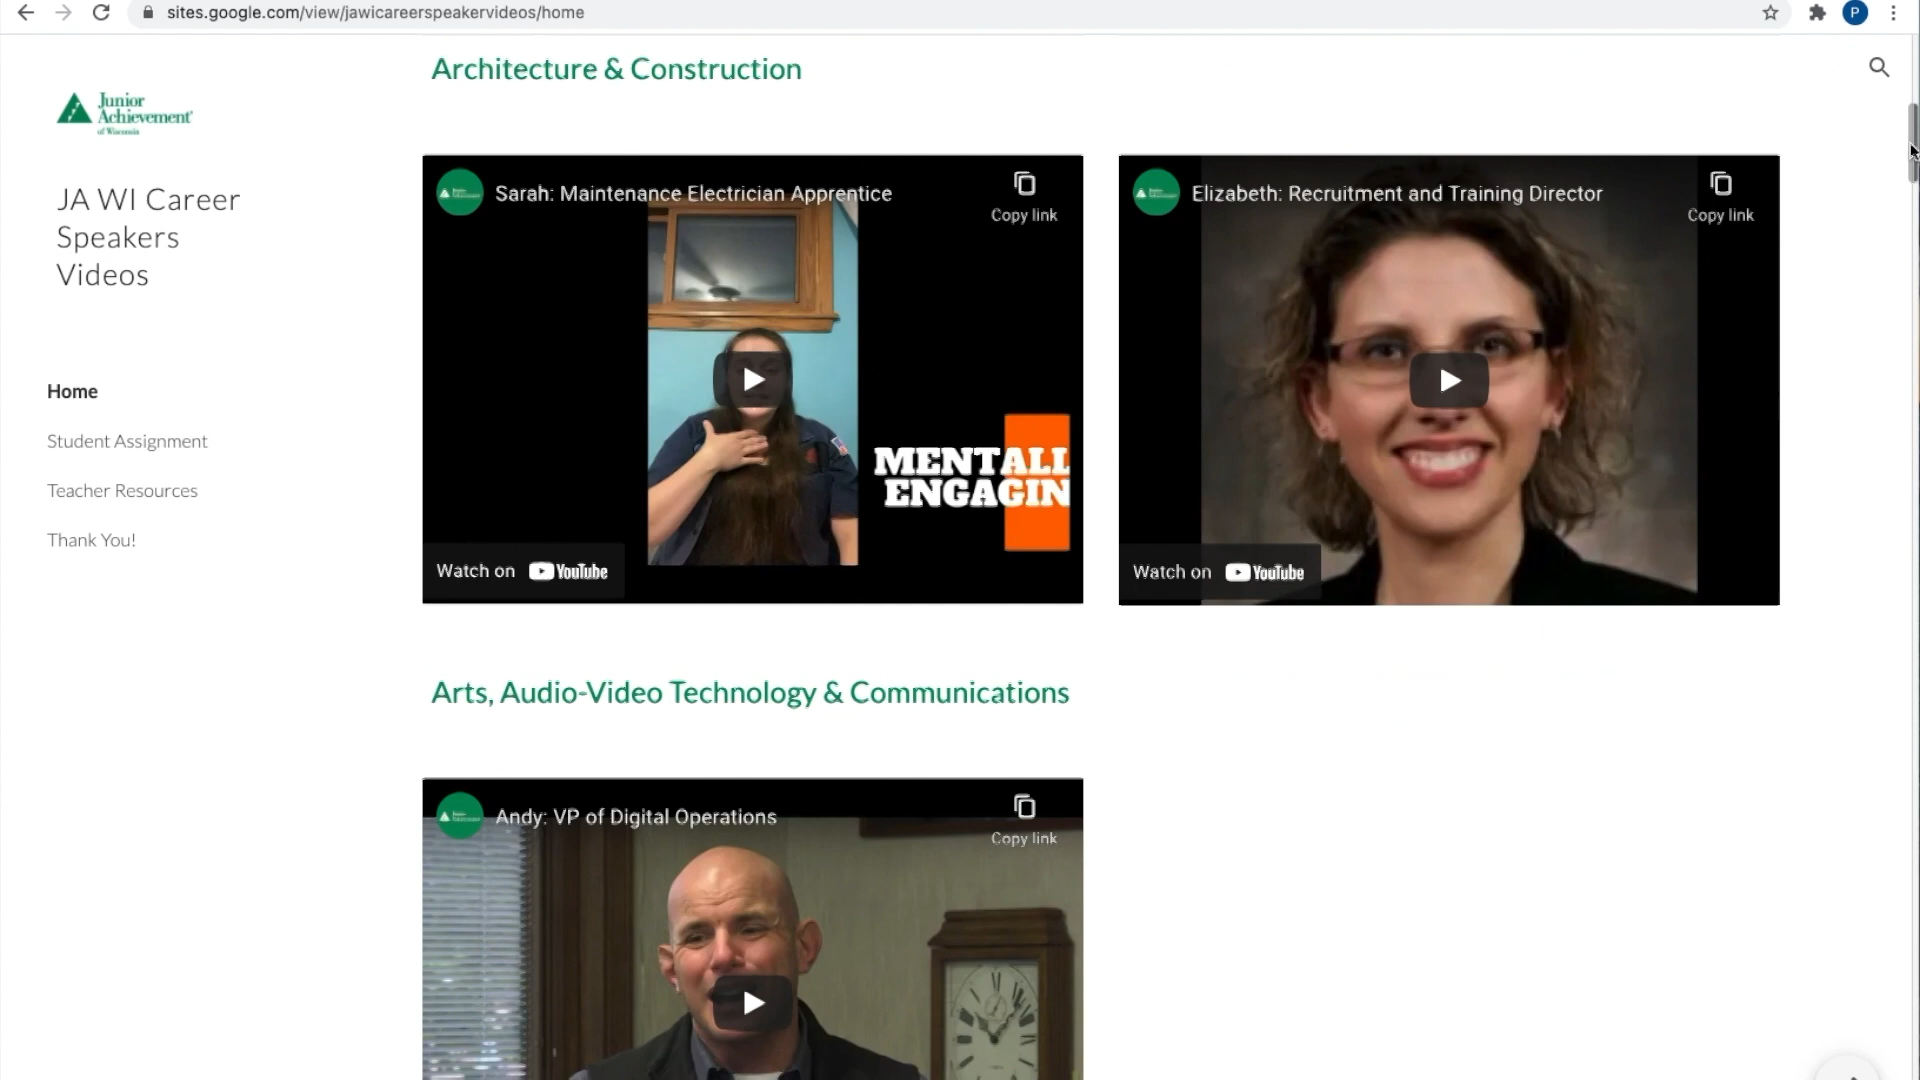 sites.google.com/view/jawicareerspeakervideos/home
P
Junior
Achievement
of Wisconsin
JA WI Career
Speakers
Videos
Home
Student Assignment
Teacher Resources
Thank You!
Architecture & Construction
Sarah: Maintenance Electrician Apprentice
Copy link
MENTALL
ENGAGIN
Watch on YouTube
Elizabeth: Recruitment and Training Director
Copy link
Watch on YouTube
Arts, Audio-Video Technology & Communications
Andy: VP of Digital Operations
Copy link